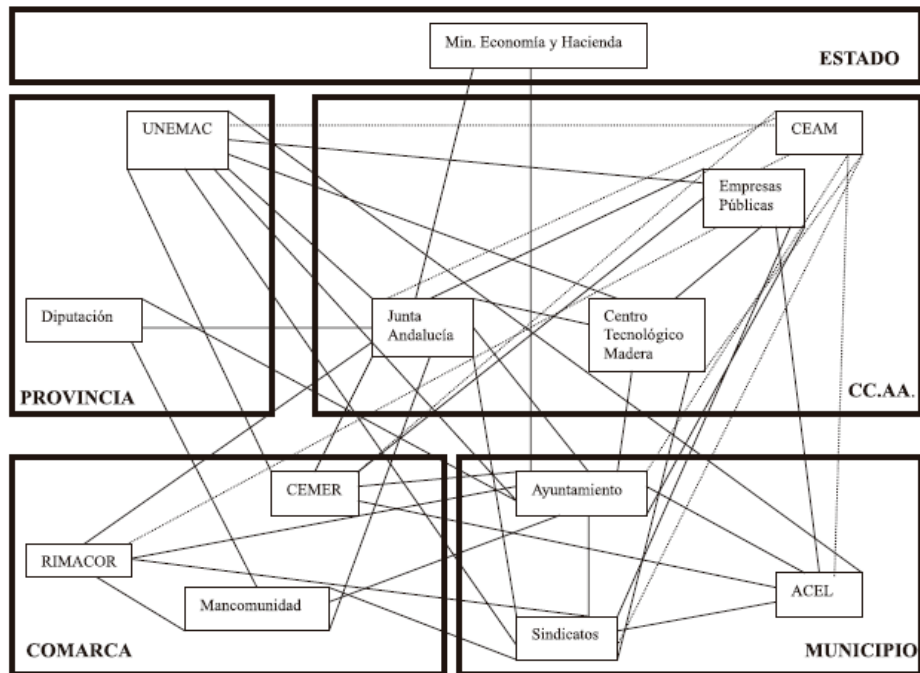 Min. Economía y Hacienda
ESTADO
UNEMAC
CEAM
Empresas
Públicas
Diputación
Junta
Andalucía
Centro
Tecnológico
Madera
PROVINCIA
CC.AA.
CEMER
Ayuntamiento
RIMACOR
Mancomunidad
ACEL
Sindicatos
COMARCA
MUNICIPIO